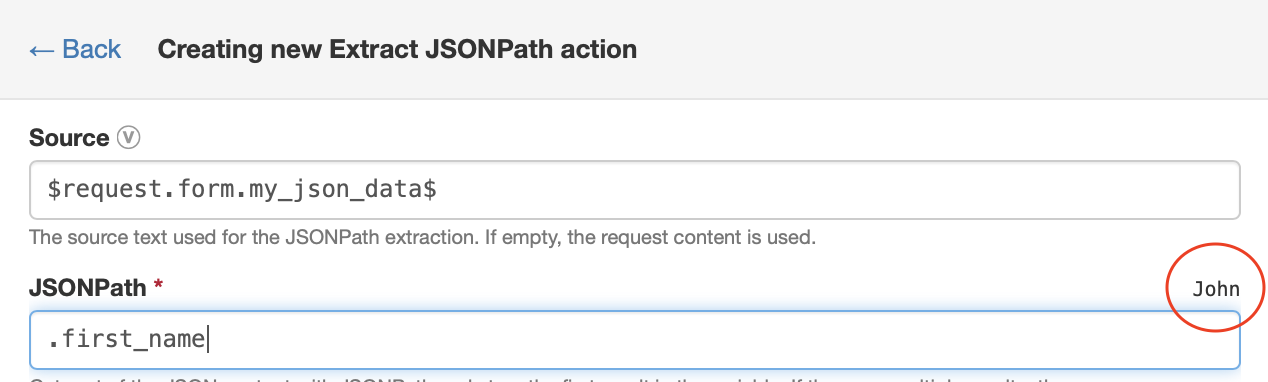 ← Back Creating new Extract JSONPath action
Source Ⓥ
$request.form.my_json_data$
The source text used for the JSONPath extraction. If empty, the request content is used.
JSONPath * John
.first_name